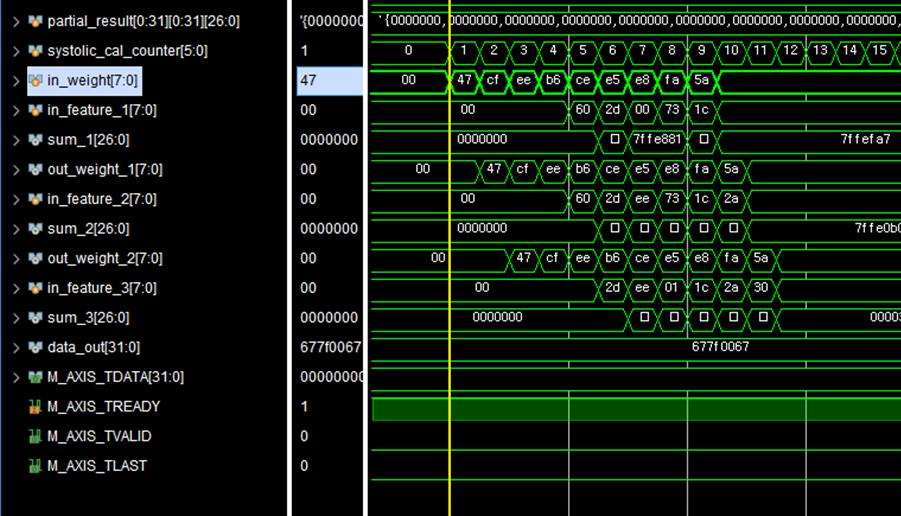 partial_result[0:31][0:31][26:0] '{0000000, '{0000000,0000000,0000000,0000000,0000000,0000000,0000000,0000000,
systolic_cal_counter[5:0] 1 0 1 2 3 4 5 6 7 8 9 10 11 12 13 14 15
in_weight[7:0] 47 00 47 cf ee b6 ce e5 e8 fa 5a
in_feature_1[7:0] 00 00 60 2d 00 73 1c
sum_1[26:0] 0000000 0000000 7ffe881 7ffefa7
out_weight_1[7:0] 00 00 47 cf ee b6 ce e5 e8 fa 5a
in_feature_2[7:0] 00 00 60 2d ee 73 1c 2a
sum_2[26:0] 0000000 0000000 7ffe0b0
out_weight_2[7:0] 00 00 47 cf ee b6 ce e5 e8 fa 5a
in_feature_3[7:0] 00 00 2d ee 01 1c 2a 30
sum_3[26:0] 0000000 0000000
data_out[31:0] 677f0067 677f0067
M_AXIS_TDATA[31:0] 00000000
M_AXIS_TREADY 1
M_AXIS_TVALID 0
M_AXIS_TLAST 0